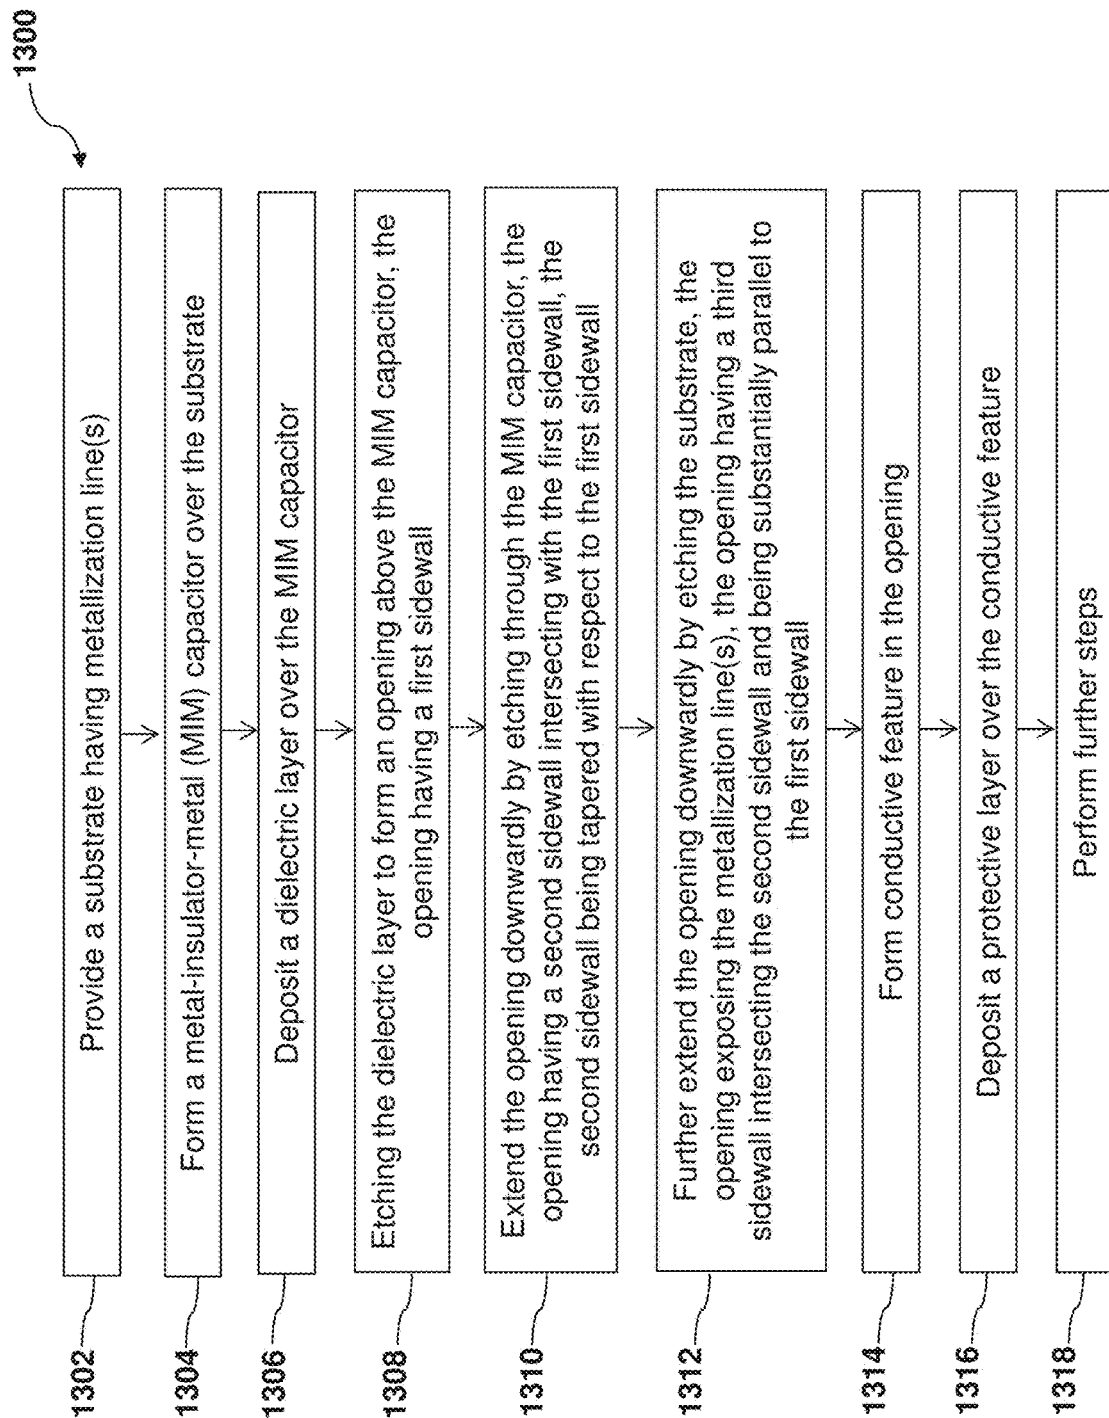 1300
1302
Provide a substrate having metallization line(s)
1304
Form a metal-insulator-metal (MIM) capacitor over the substrate
1306
Deposit a dielectric layer over the MIM capacitor
1308
Etching the dielectric layer to form an opening above the MIM capacitor, the
opening having a first sidewall
1310
Extend the opening downwardly by etching through the MIM capacitor, the
opening having a second sidewall intersecting with the first sidewall, the
second sidewall being tapered with respect to the first sidewall
1312
Further extend the opening downwardly by etching the substrate, the
opening exposing the metallization line(s), the opening having a third
sidewall intersecting the second sidewall and being substantially parallel to
the first sidewall
1314
Form conductive feature in the opening
1316
Deposit a protective layer over the conductive feature
1318
Perform further steps